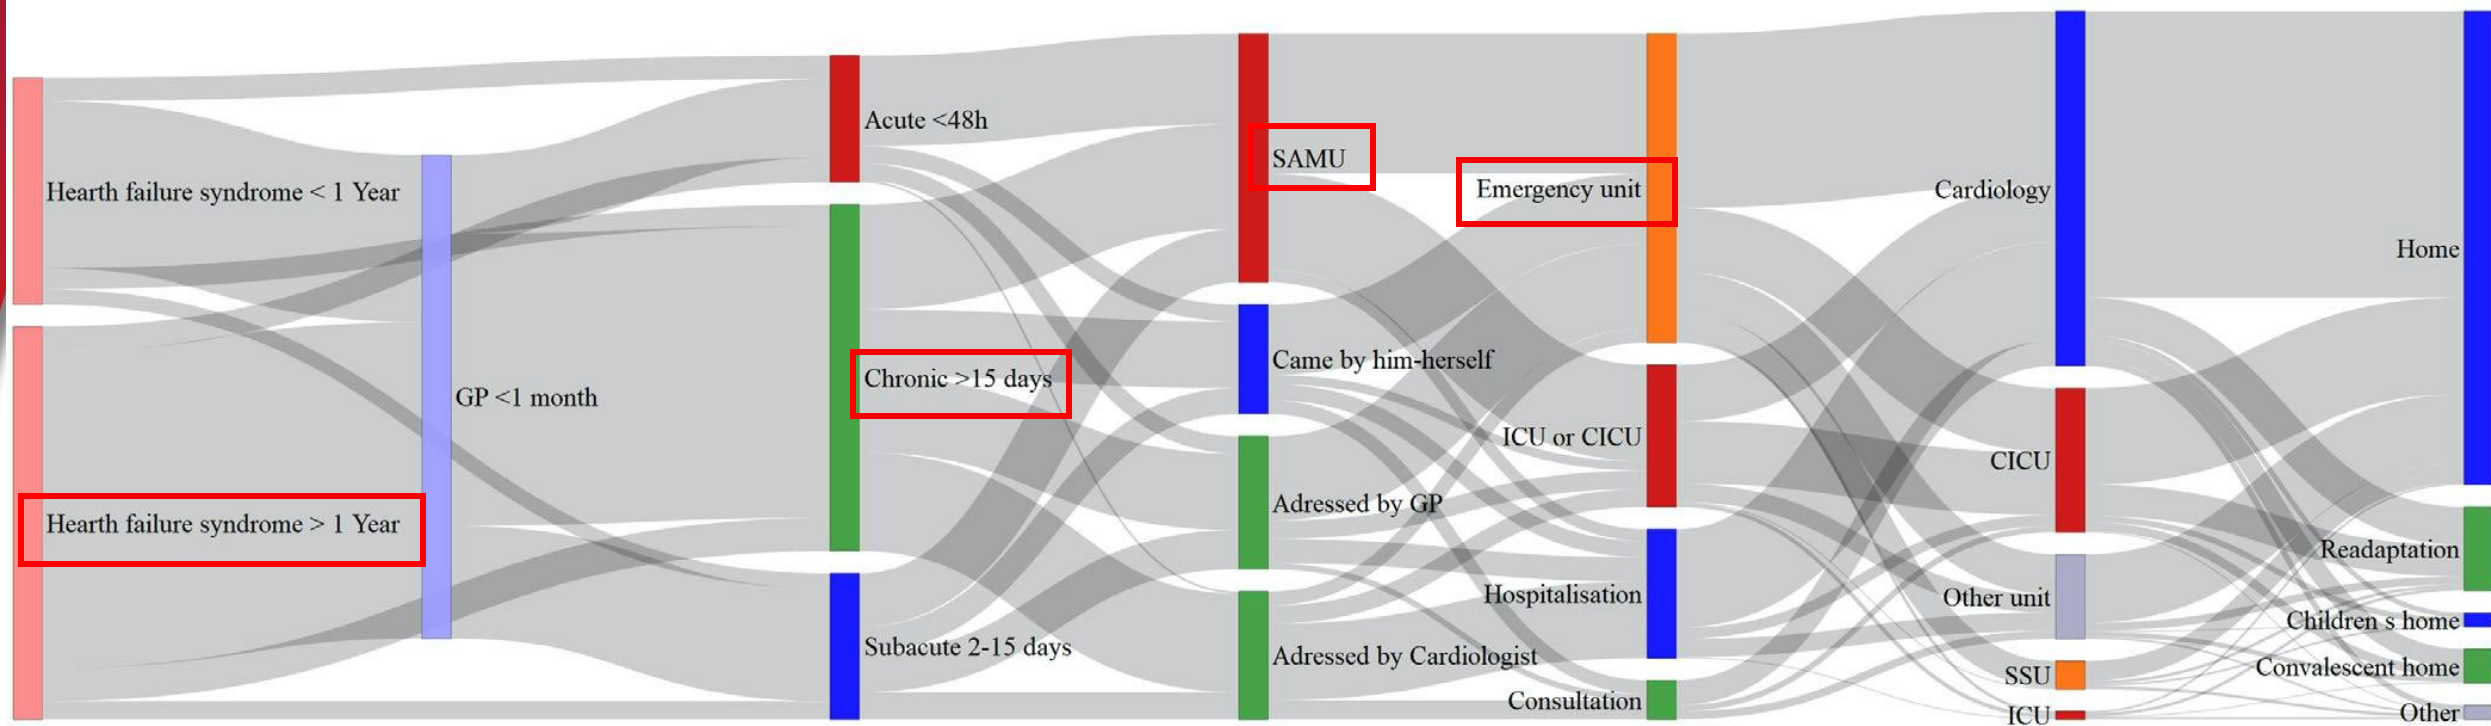 Hearth failure syndrome < 1 Year
Hearth failure syndrome > 1 Year
GP <1 month
Acute <48h
Chronic >15 days
Subacute 2-15 days
SAMU
Came by him-herself
Adressed by GP
Adressed by Cardiologist
Emergency unit
ICU or CICU
Hospitalisation
Consultation
Cardiology
CICU
Other unit
SSU
ICU
Home
Readaptation
Children s home
Convalescent home
Other